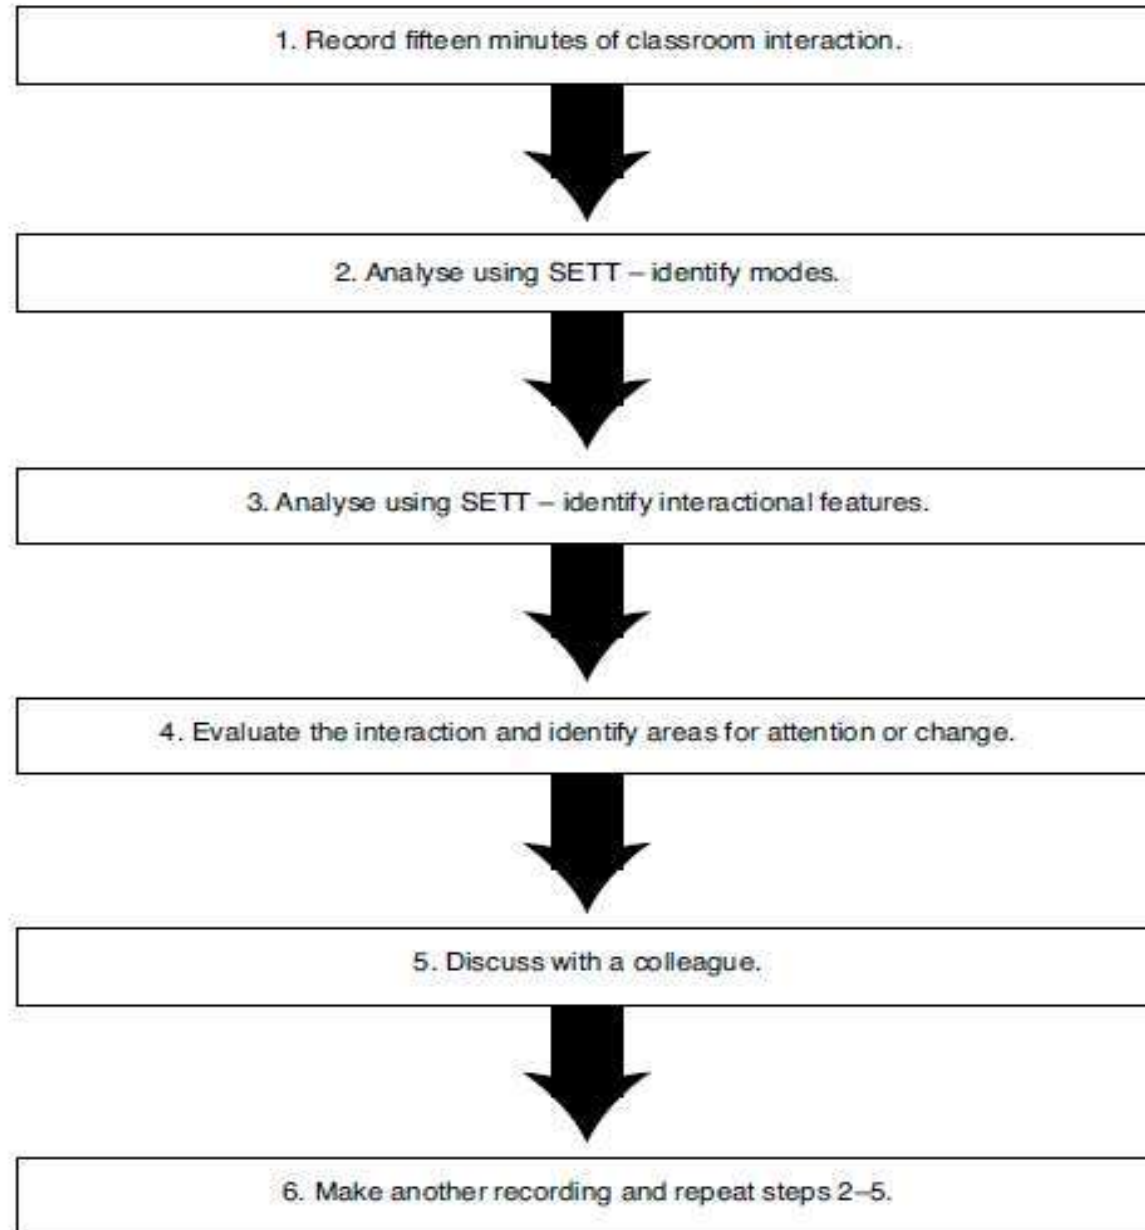 1. Record fifteen minutes of classroom interaction.
2. Analyse using SETT – identify modes.
3. Analyse using SETT – identify interactional features.
4. Evaluate the interaction and identify areas for attention or change.
5. Discuss with a colleague.
6. Make another recording and repeat steps 2–5.